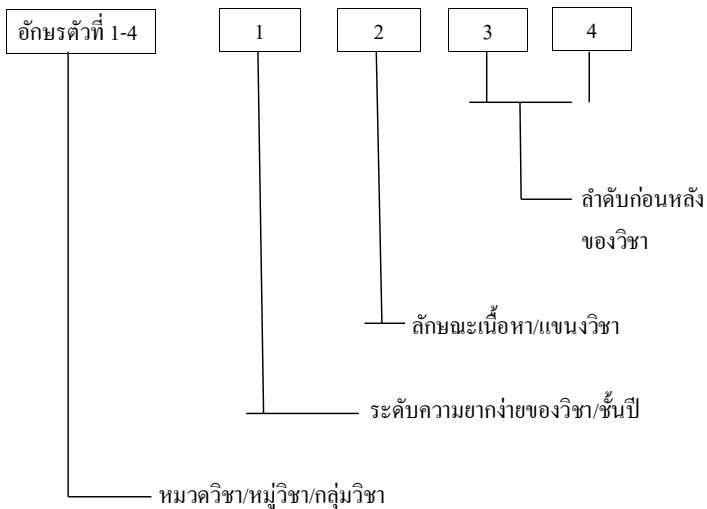 อักษรตัวที่ 1-4 1 2 3 4
ลำดับก่อนหลัง
ของวิชา
ลักษณะเนื้อหา/แขนงวิชา
ระดับความยากง่ายของวิชา/ชั้นปี
หมวดวิชา/หมู่วิชา/กลุ่มวิชา